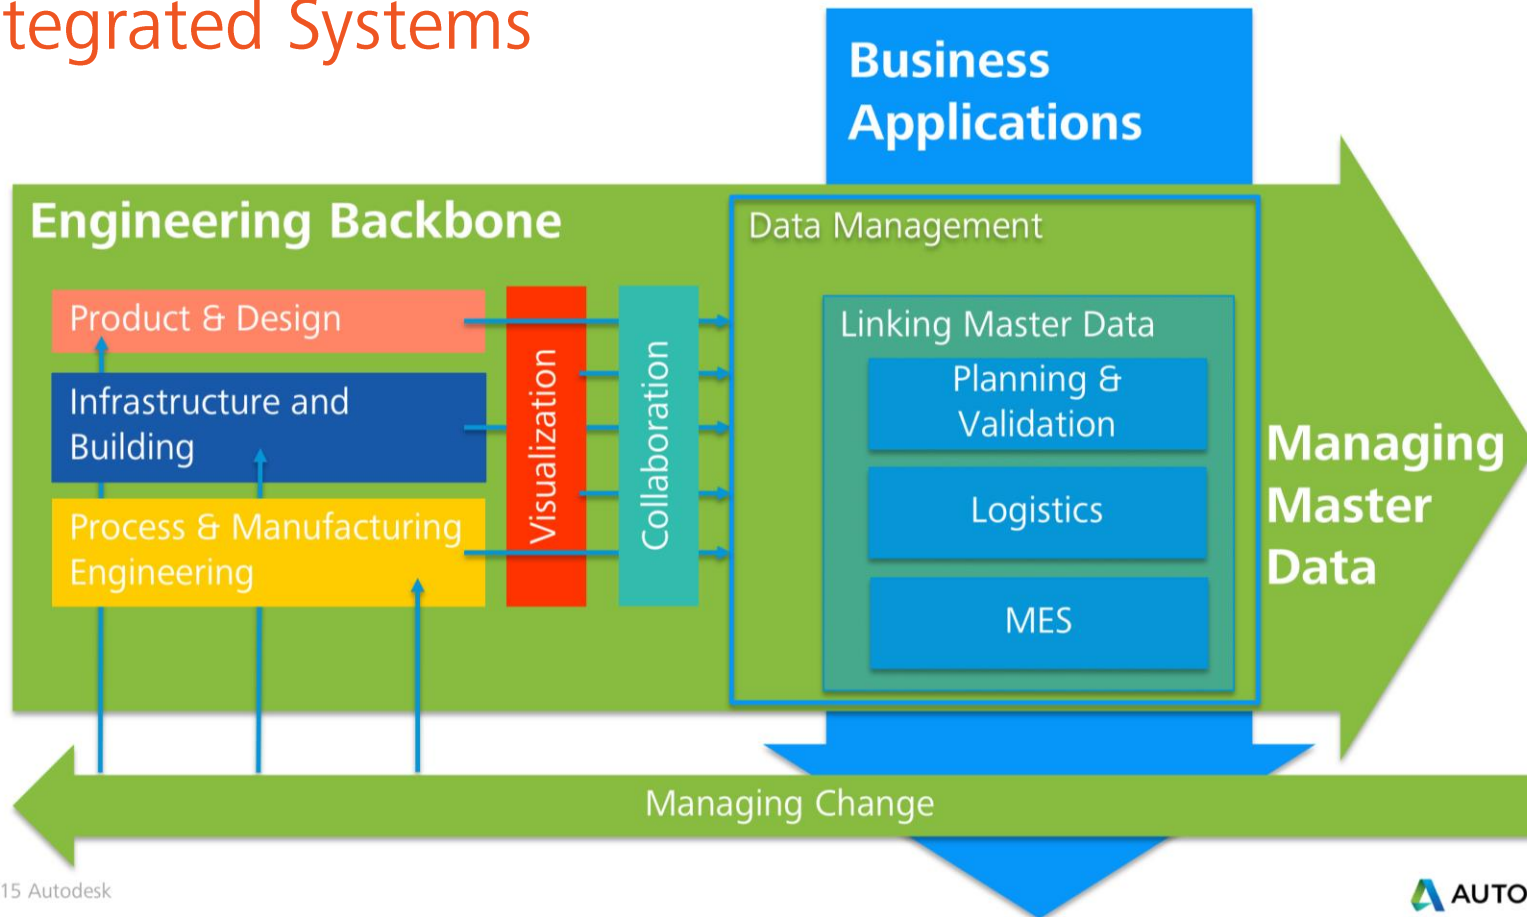 tegrated Systems
Business
Applications
Engineering Backbone
Data Management
Product & Design
Linking Master Data
Infrastructure and
Building
Process & Manufacturing
Engineering
Visualization
Collaboration
Planning &
Validation
Logistics
MES
Managing
Master
Data
Managing Change
15 Autodesk
AUTO